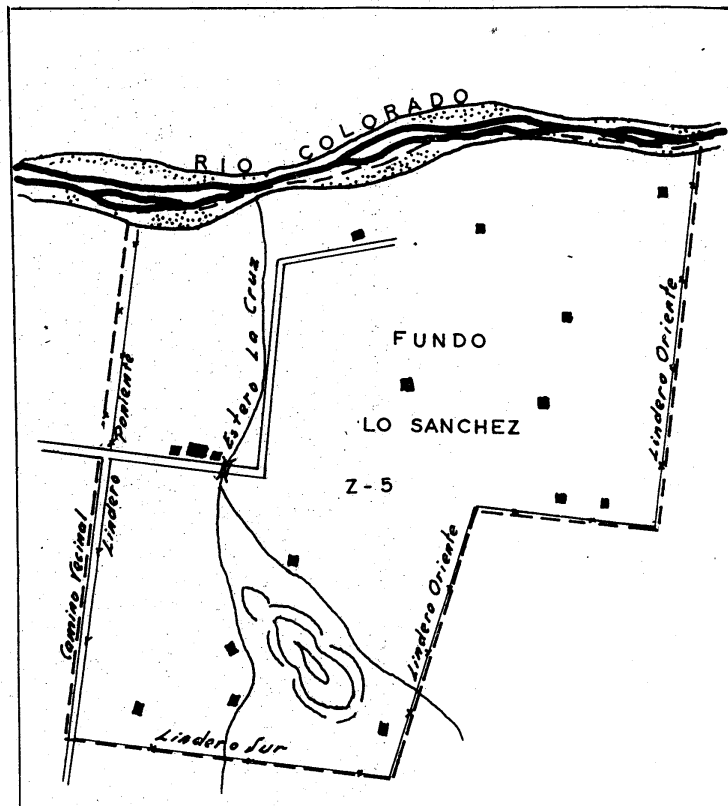 RIO COLORADO
Estero La Cruz
FUNDO
LO SANCHEZ
Z-5
Lindero Oriente
Lindero Poniente
Camino Vecinal
Lindero Oriente
Lindero Sur